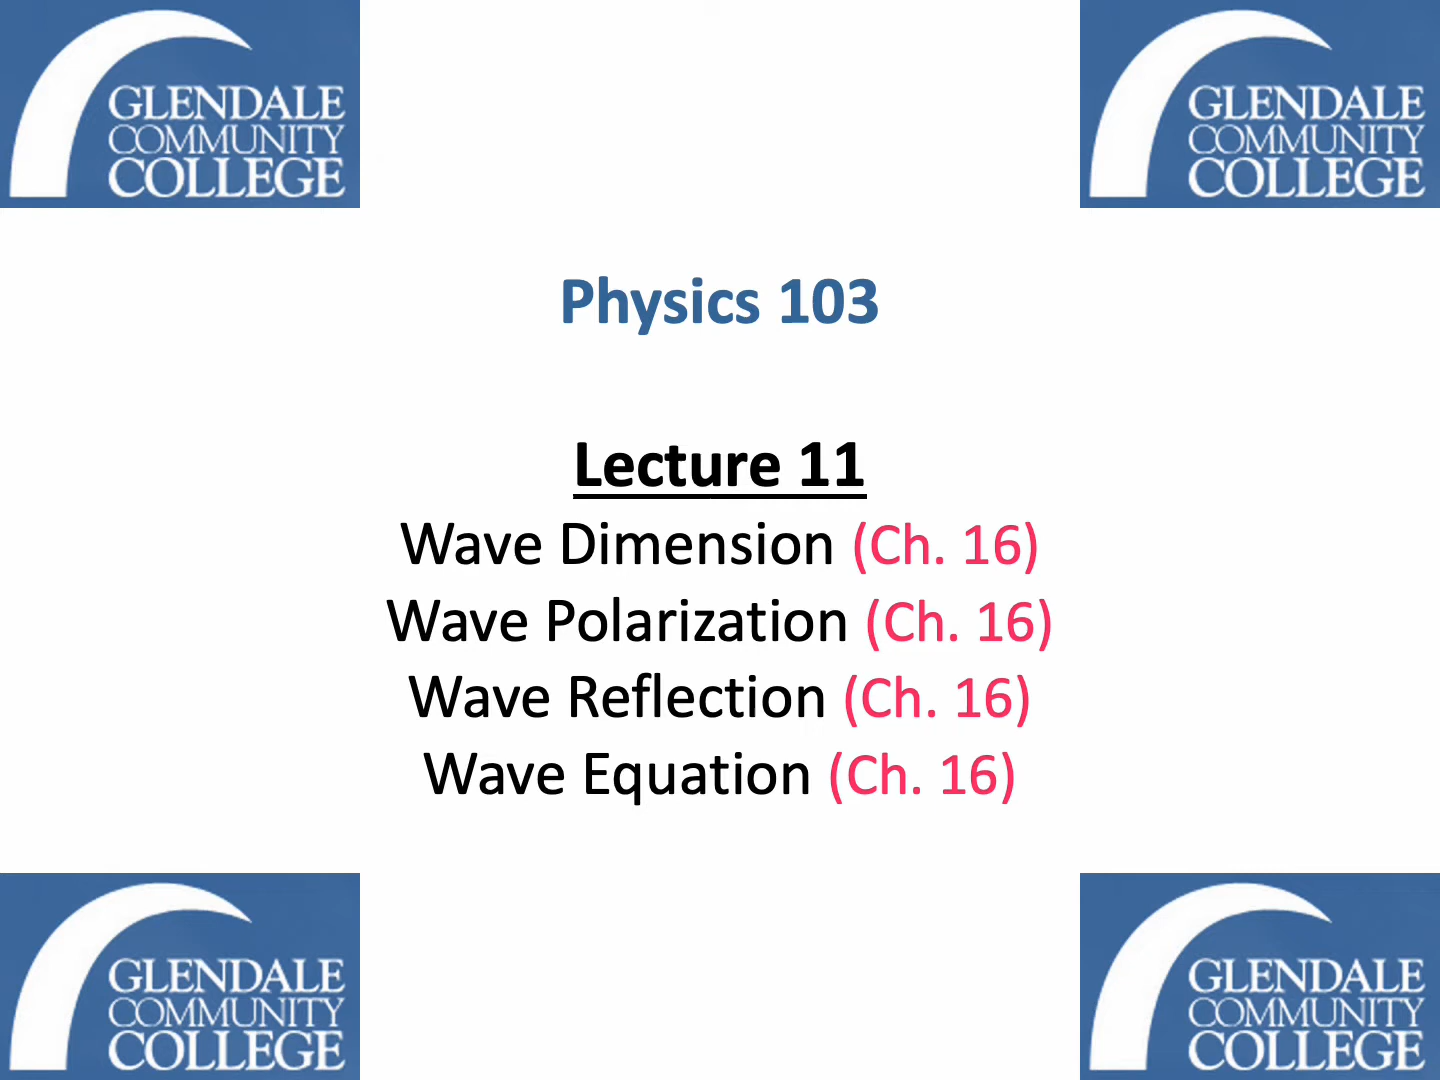 GLENDALE
COMMUNITY
COLLEGE
GLENDALE
COMMUNITY
COLLEGE
Physics 103
Lecture 11
Wave Dimension (Ch. 16)
Wave Polarization (Ch. 16)
Wave Reflection (Ch. 16)
Wave Equation (Ch. 16)
GLENDALE
COMMUNITY
COLLEGE
GLENDALE
COMMUNITY
COLLEGE